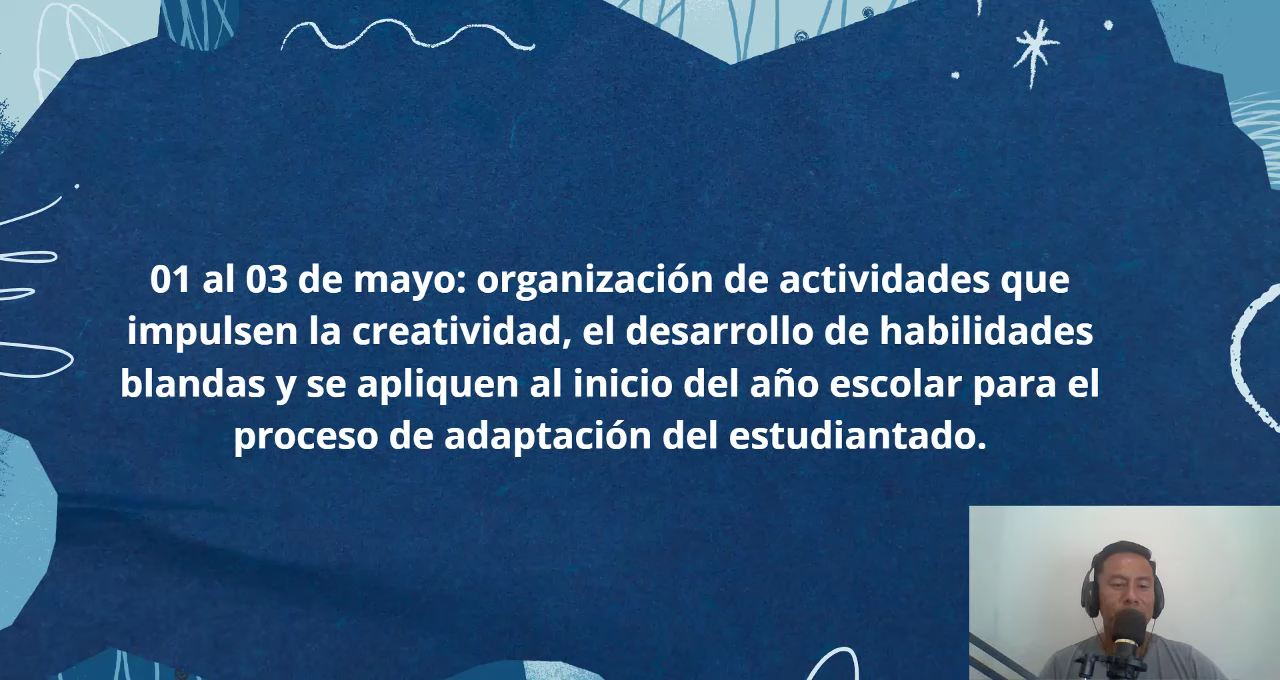 01 al 03 de mayo: organización de actividades que
impulsen la creatividad, el desarrollo de habilidades
blandas y se apliquen al inicio del año escolar para el
proceso de adaptación del estudiantado.